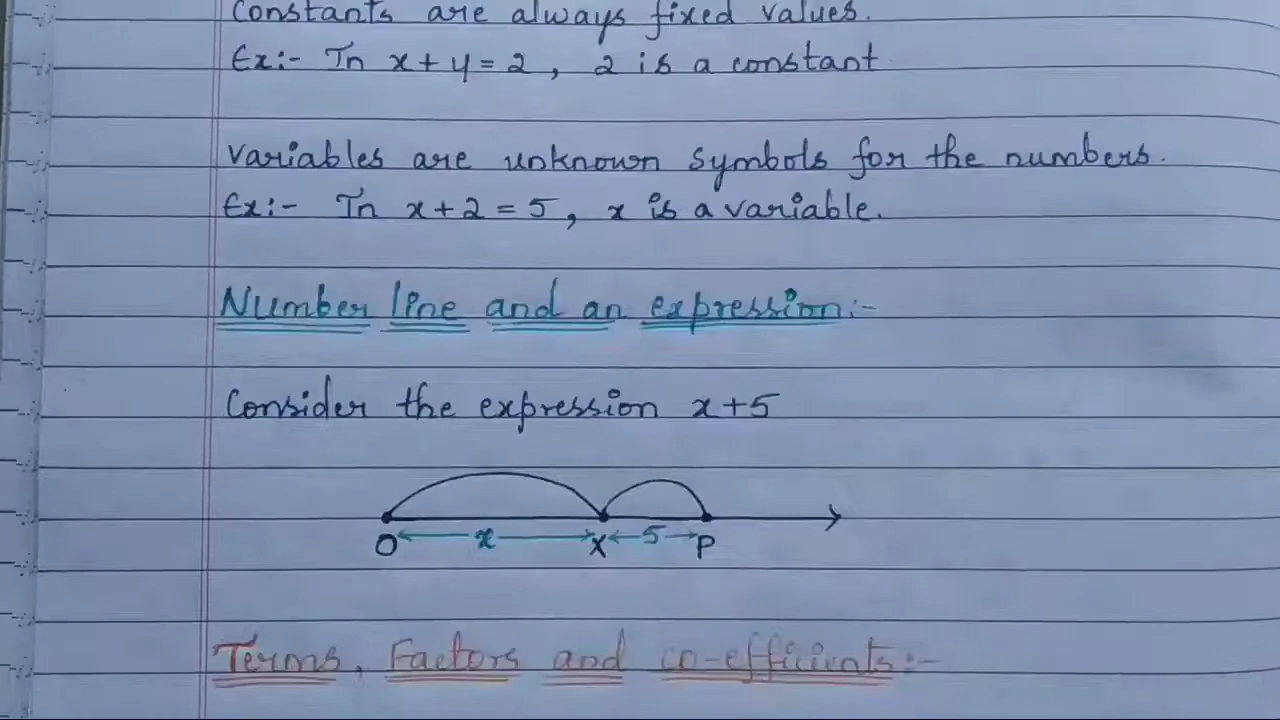 Constants are always fixed values.
Ex:- In x+y=2, 2 is a constant
Variables are unknown symbols for the numbers.
Ex:- In x+2=5, x is a variable.
Number line and an expression:-
Consider the expression x+5
O x X 5 P
Terms, Factors and co-efficients:-